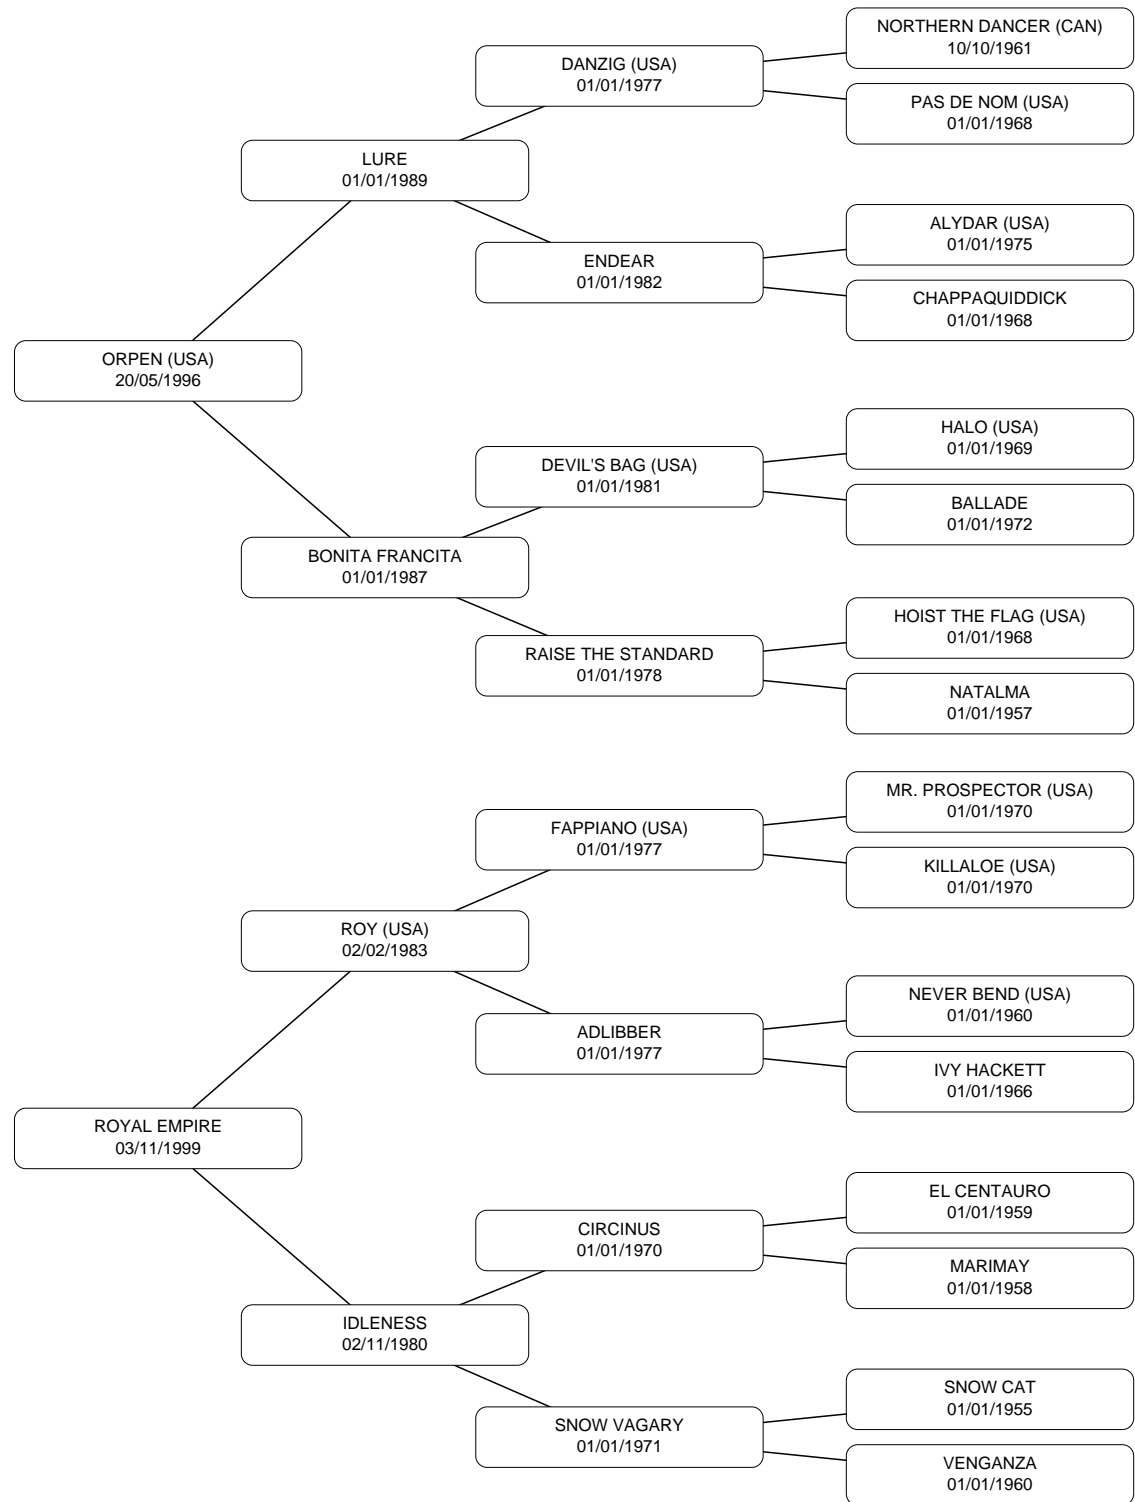 NORTHERN DANCER (CAN)
10/10/1961
DANZIG (USA)
01/01/1977
PAS DE NOM (USA)
01/01/1968
LURE
01/01/1989
ALYDAR (USA)
01/01/1975
ENDEAR
01/01/1982
CHAPPAQUIDDICK
01/01/1968
ORPEN (USA)
20/05/1996
HALO (USA)
01/01/1969
DEVIL'S BAG (USA)
01/01/1981
BALLADE
01/01/1972
BONITA FRANCITA
01/01/1987
HOIST THE FLAG (USA)
01/01/1968
RAISE THE STANDARD
01/01/1978
NATALMA
01/01/1957
MR. PROSPECTOR (USA)
01/01/1970
FAPPIANO (USA)
01/01/1977
KILLALOE (USA)
01/01/1970
ROY (USA)
02/02/1983
NEVER BEND (USA)
01/01/1960
ADLIBBER
01/01/1977
IVY HACKETT
01/01/1966
ROYAL EMPIRE
03/11/1999
EL CENTAURO
01/01/1959
CIRCINUS
01/01/1970
MARIMAY
01/01/1958
IDLENESS
02/11/1980
SNOW CAT
01/01/1955
SNOW VAGARY
01/01/1971
VENGANZA
01/01/1960